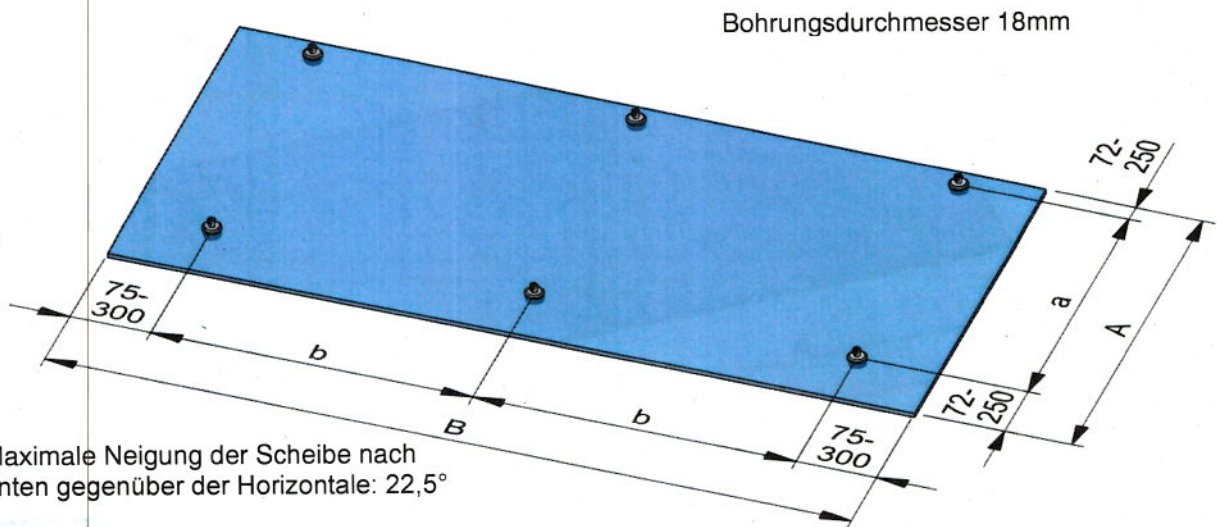 Bohrungsdurchmesser 18mm
72-
250
a
A
72-
250
75-
300
b
b
B
75-
300
Maximale Neigung der Scheibe nach
nten gegenüber der Horizontale: 22,5°